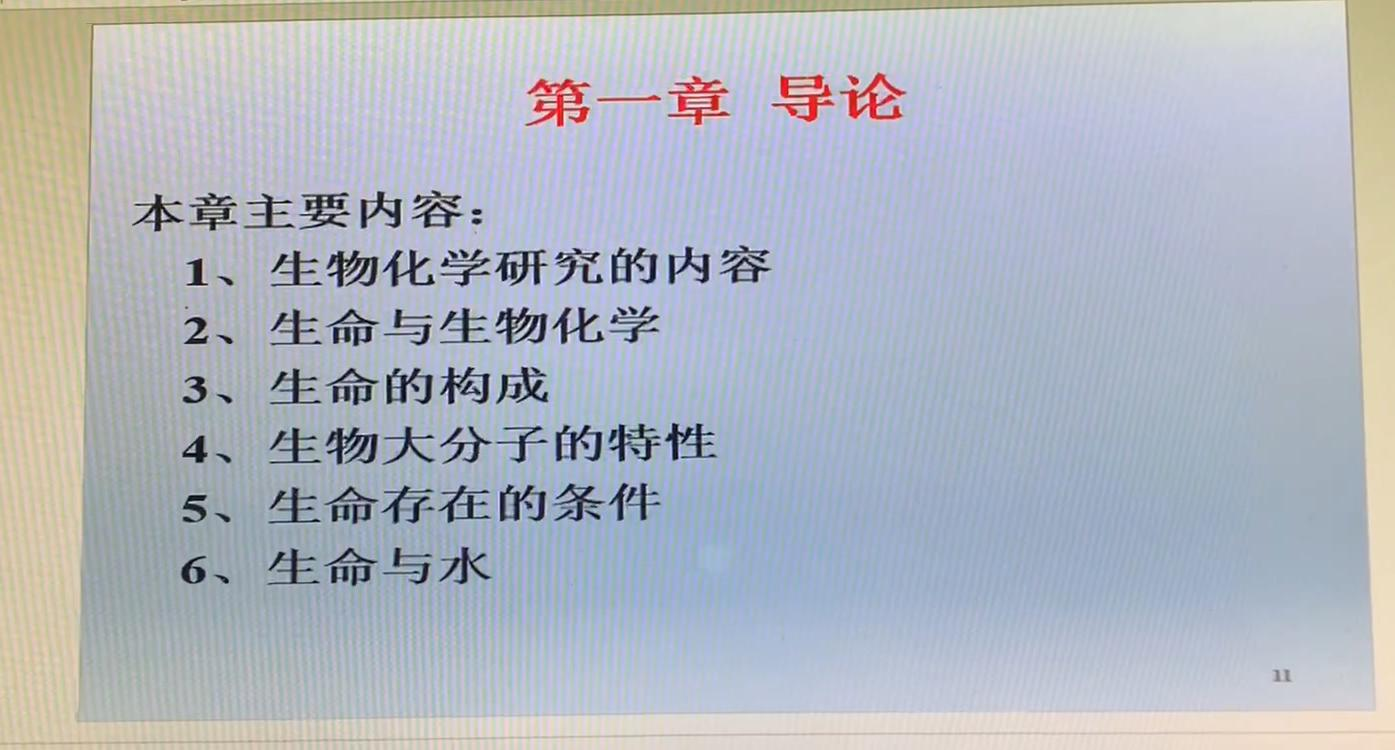 第一章 导论
本章主要内容：
1、生物化学研究的内容
2、生命与生物化学
3、生命的构成
4、生物大分子的特性
5、生命存在的条件
6、生命与水
11